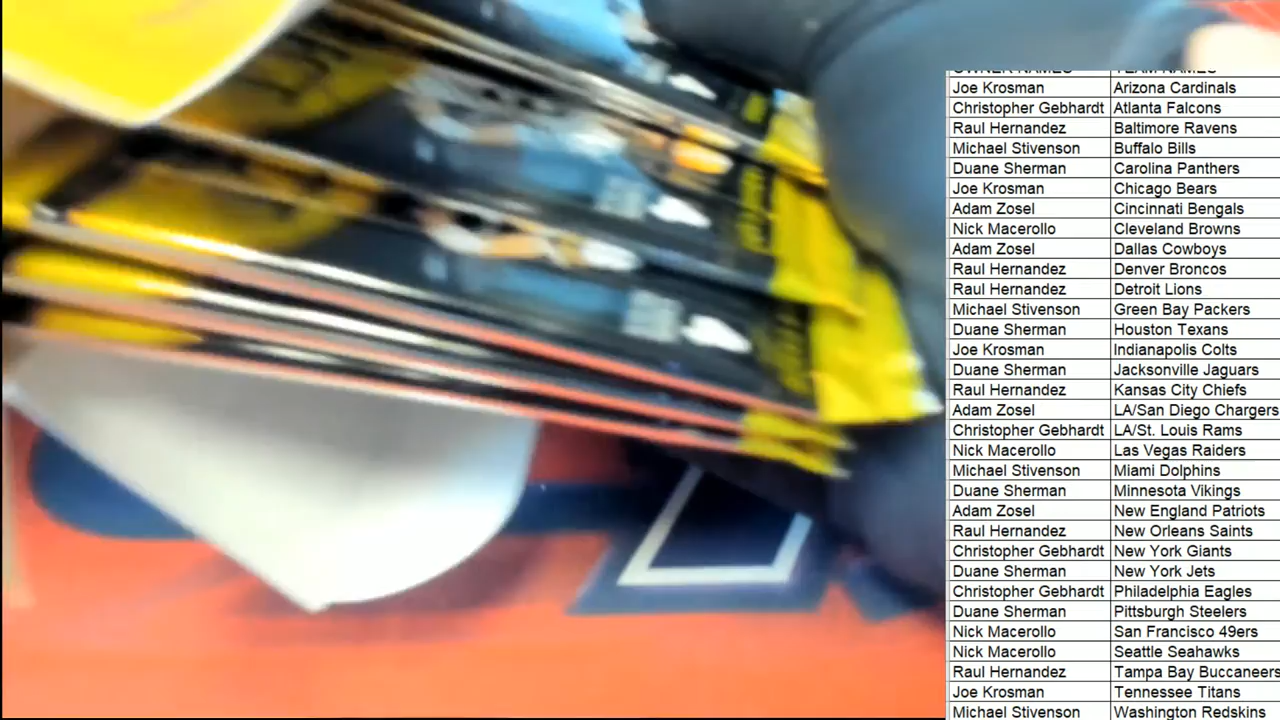 OWNER NAMES TEAM NAMES
Joe Krosman Arizona Cardinals
Christopher Gebhardt Atlanta Falcons
Raul Hernandez Baltimore Ravens
Michael Stivenson Buffalo Bills
Duane Sherman Carolina Panthers
Joe Krosman Chicago Bears
Adam Zosel Cincinnati Bengals
Nick Macerollo Cleveland Browns
Adam Zosel Dallas Cowboys
Raul Hernandez Denver Broncos
Raul Hernandez Detroit Lions
Michael Stivenson Green Bay Packers
Duane Sherman Houston Texans
Joe Krosman Indianapolis Colts
Duane Sherman Jacksonville Jaguars
Raul Hernandez Kansas City Chiefs
Adam Zosel LA/San Diego Chargers
Christopher Gebhardt LA/St. Louis Rams
Nick Macerollo Las Vegas Raiders
Michael Stivenson Miami Dolphins
Duane Sherman Minnesota Vikings
Adam Zosel New England Patriots
Raul Hernandez New Orleans Saints
Christopher Gebhardt New York Giants
Duane Sherman New York Jets
Christopher Gebhardt Philadelphia Eagles
Duane Sherman Pittsburgh Steelers
Nick Macerollo San Francisco 49ers
Nick Macerollo Seattle Seahawks
Raul Hernandez Tampa Bay Buccaneers
Joe Krosman Tennessee Titans
Michael Stivenson Washington Redskins